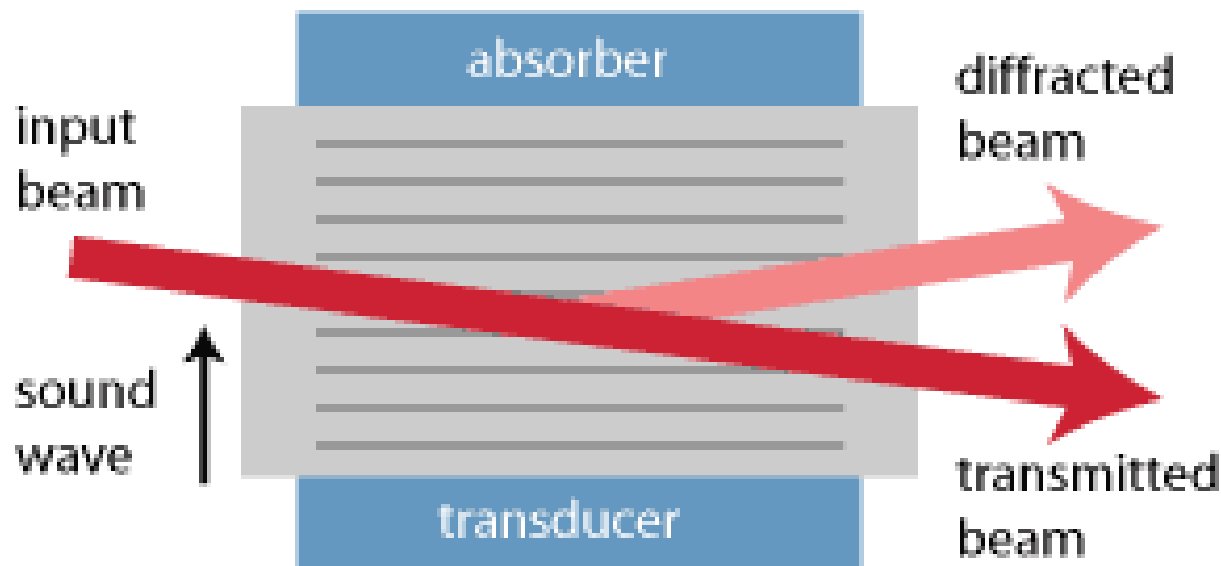 absorber
input
beam
diffracted
beam
sound
wave
transducer
transmitted
beam